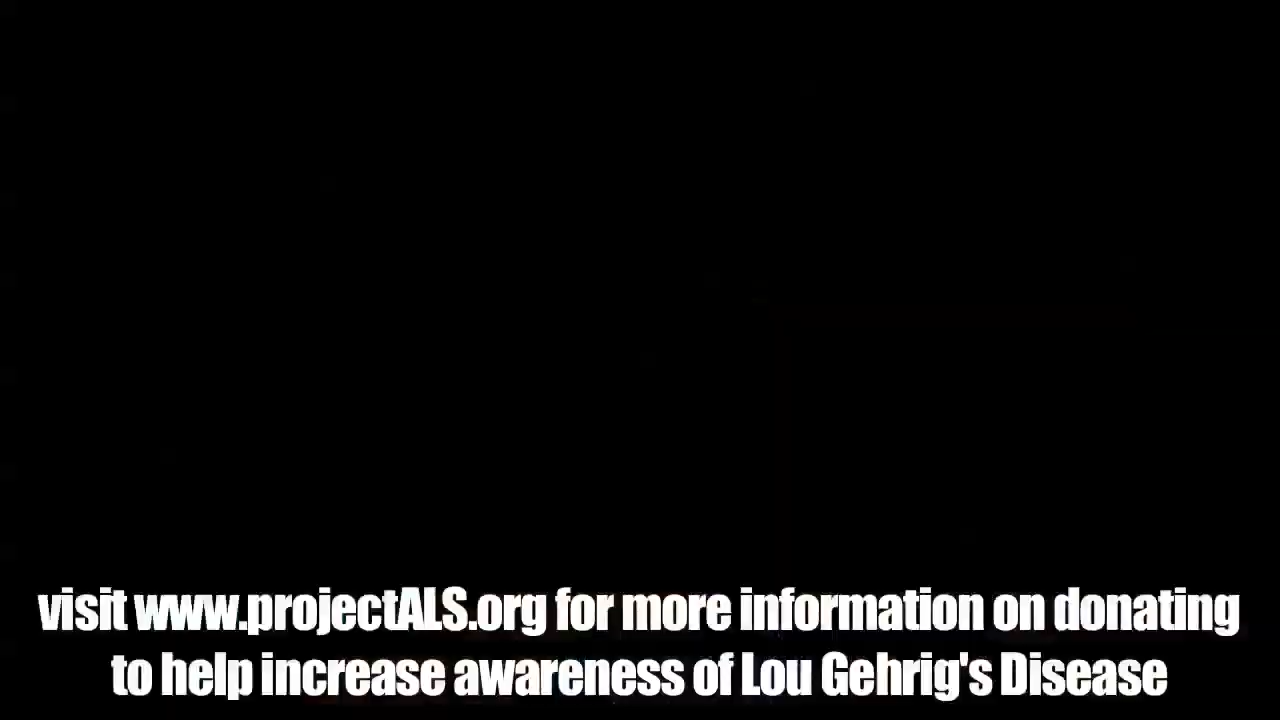 visit www.projectALS.org for more information on donating
to help increase awareness of Lou Gehrig's Disease